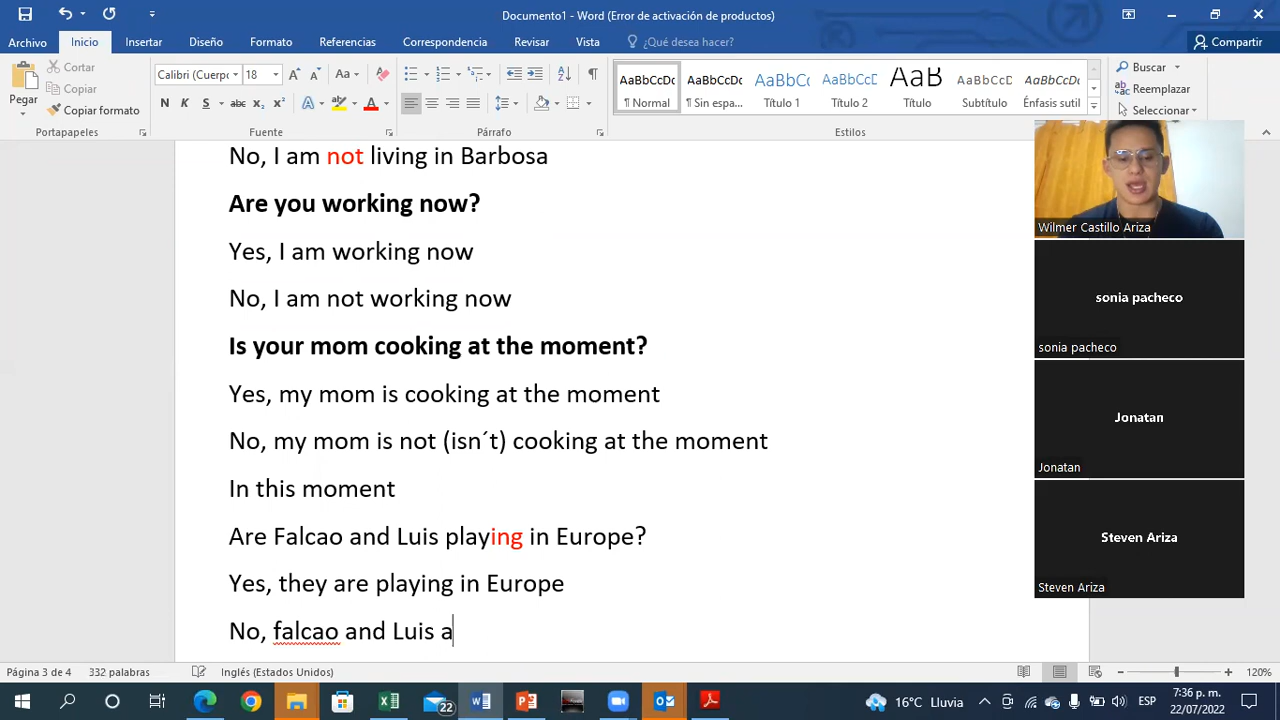 Documento1 - Word (Error de activación de productos)
Archivo Inicio Insertar Diseño Formato Referencias Correspondencia Revisar Vista ¿Qué desea hacer? Compartir
Pegar Cortar Copiar Copiar formato
Calibri (Cuerpo 18
N K S abc x₂ x²
AaBbCcDc ¶ Normal
AaBbCcDc ¶ Sin espa...
AaBbCc Título 1
AaBbCcD Título 2
AaB Título
AaBbCcD Subtítulo
AaBbCcDc Énfasis sutil
Buscar
Reemplazar
Seleccionar
Portapapeles Fuente Párrafo Estilos
No, I am not living in Barbosa
Are you working now?
Yes, I am working now
No, I am not working now
Is your mom cooking at the moment?
Yes, my mom is cooking at the moment
No, my mom is not (isn´t) cooking at the moment
In this moment
Are Falcao and Luis playing in Europe?
Yes, they are playing in Europe
No, falcao and Luis a
Wilmer Castillo Ariza
sonia pacheco
sonia pacheco
Jonatan
Jonatan
Steven Ariza
Steven Ariza
Página 3 de 4 332 palabras Inglés (Estados Unidos) 120%
22 16°C Lluvia ESP 7:36 p. m.
22/07/2022